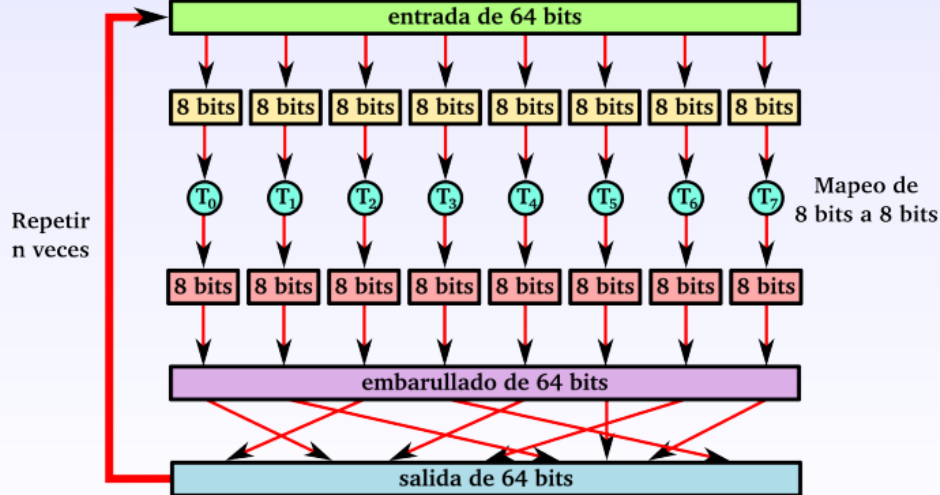 entrada de 64 bits
8 bits 8 bits 8 bits 8 bits 8 bits 8 bits 8 bits 8 bits
T0 T1 T2 T3 T4 T5 T6 T7
Mapeo de
8 bits a 8 bits
Repetir
n veces
8 bits 8 bits 8 bits 8 bits 8 bits 8 bits 8 bits 8 bits
embarullado de 64 bits
salida de 64 bits